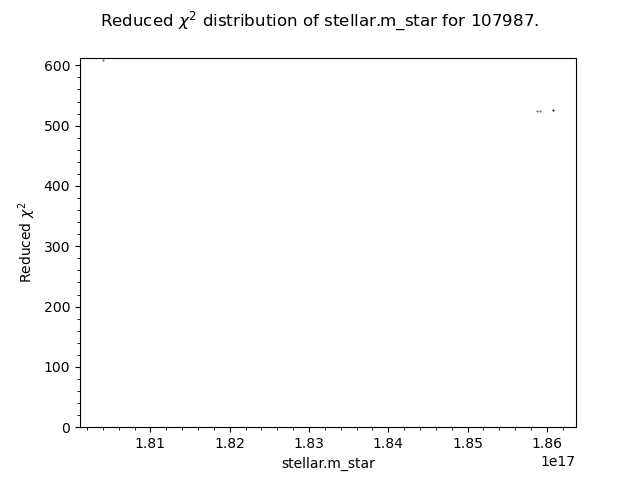 Reduced χ² distribution of stellar.m_star for 107987.
600
500
400
300
200
100
0
Reduced χ²
1.81 1.82 1.83 1.84 1.85 1.86
1e17
stellar.m_star